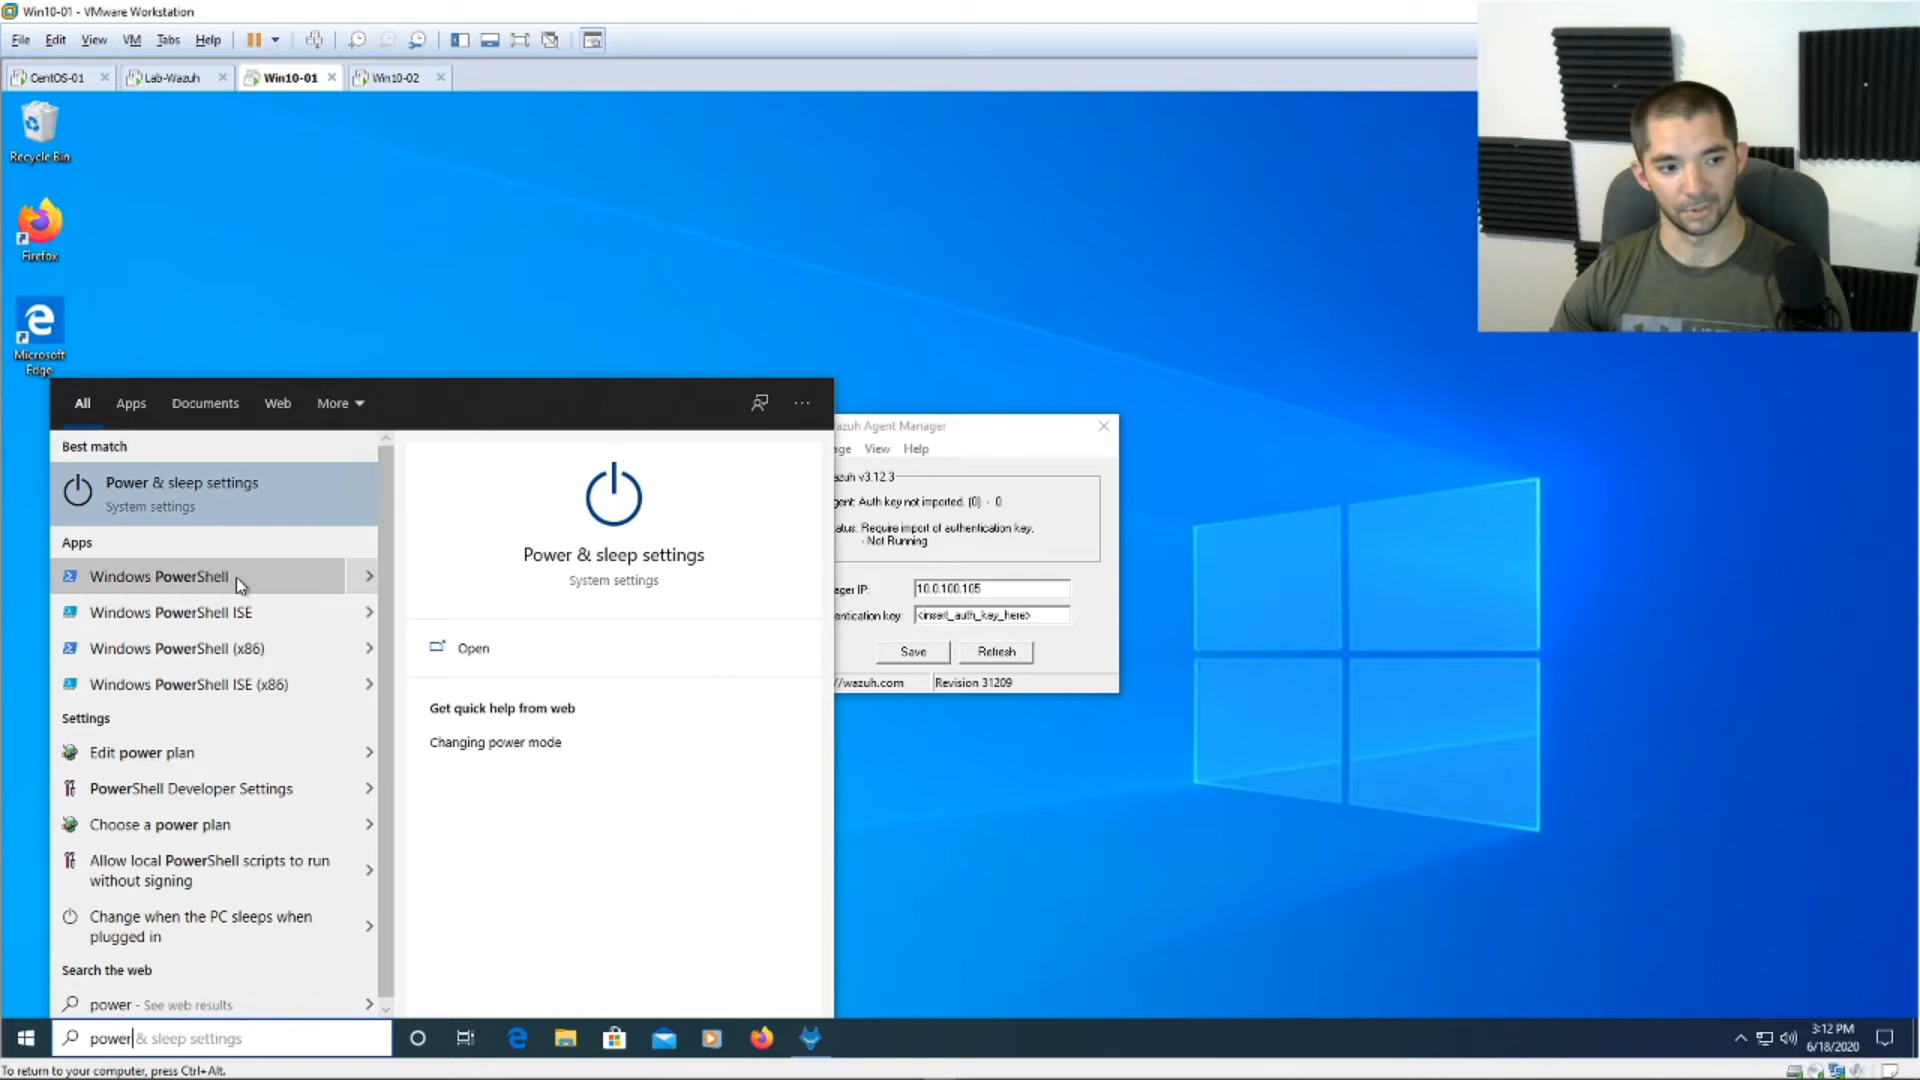 Win10-01 - VMware Workstation
File Edit View VM Tabs Help
CentOS-01 Lab-Wazuh Win10-01 Win10-02
Recycle Bin
Firefox
Microsoft
Edge
All Apps Documents Web More
Best match
Power & sleep settings
System settings
Apps
Windows PowerShell
Windows PowerShell ISE
Windows PowerShell (x86)
Windows PowerShell ISE (x86)
Settings
Edit power plan
PowerShell Developer Settings
Choose a power plan
Allow local PowerShell scripts to run
without signing
Change when the PC sleeps when
plugged in
Search the web
power - See web results
Power & sleep settings
System settings
Open
Get quick help from web
Changing power mode
azuh Agent Manager
age View Help
azuh v3.12.3
gent: Auth key not imported. (0) - 0
atus: Require import of authentication key.
- Not Running
ager IP: 10.0.100.105
entication key: <insert_auth_key_here>
Save Refresh
//wazuh.com Revision 31209
power & sleep settings
3:12 PM
6/18/2020
To return to your computer, press Ctrl+Alt.